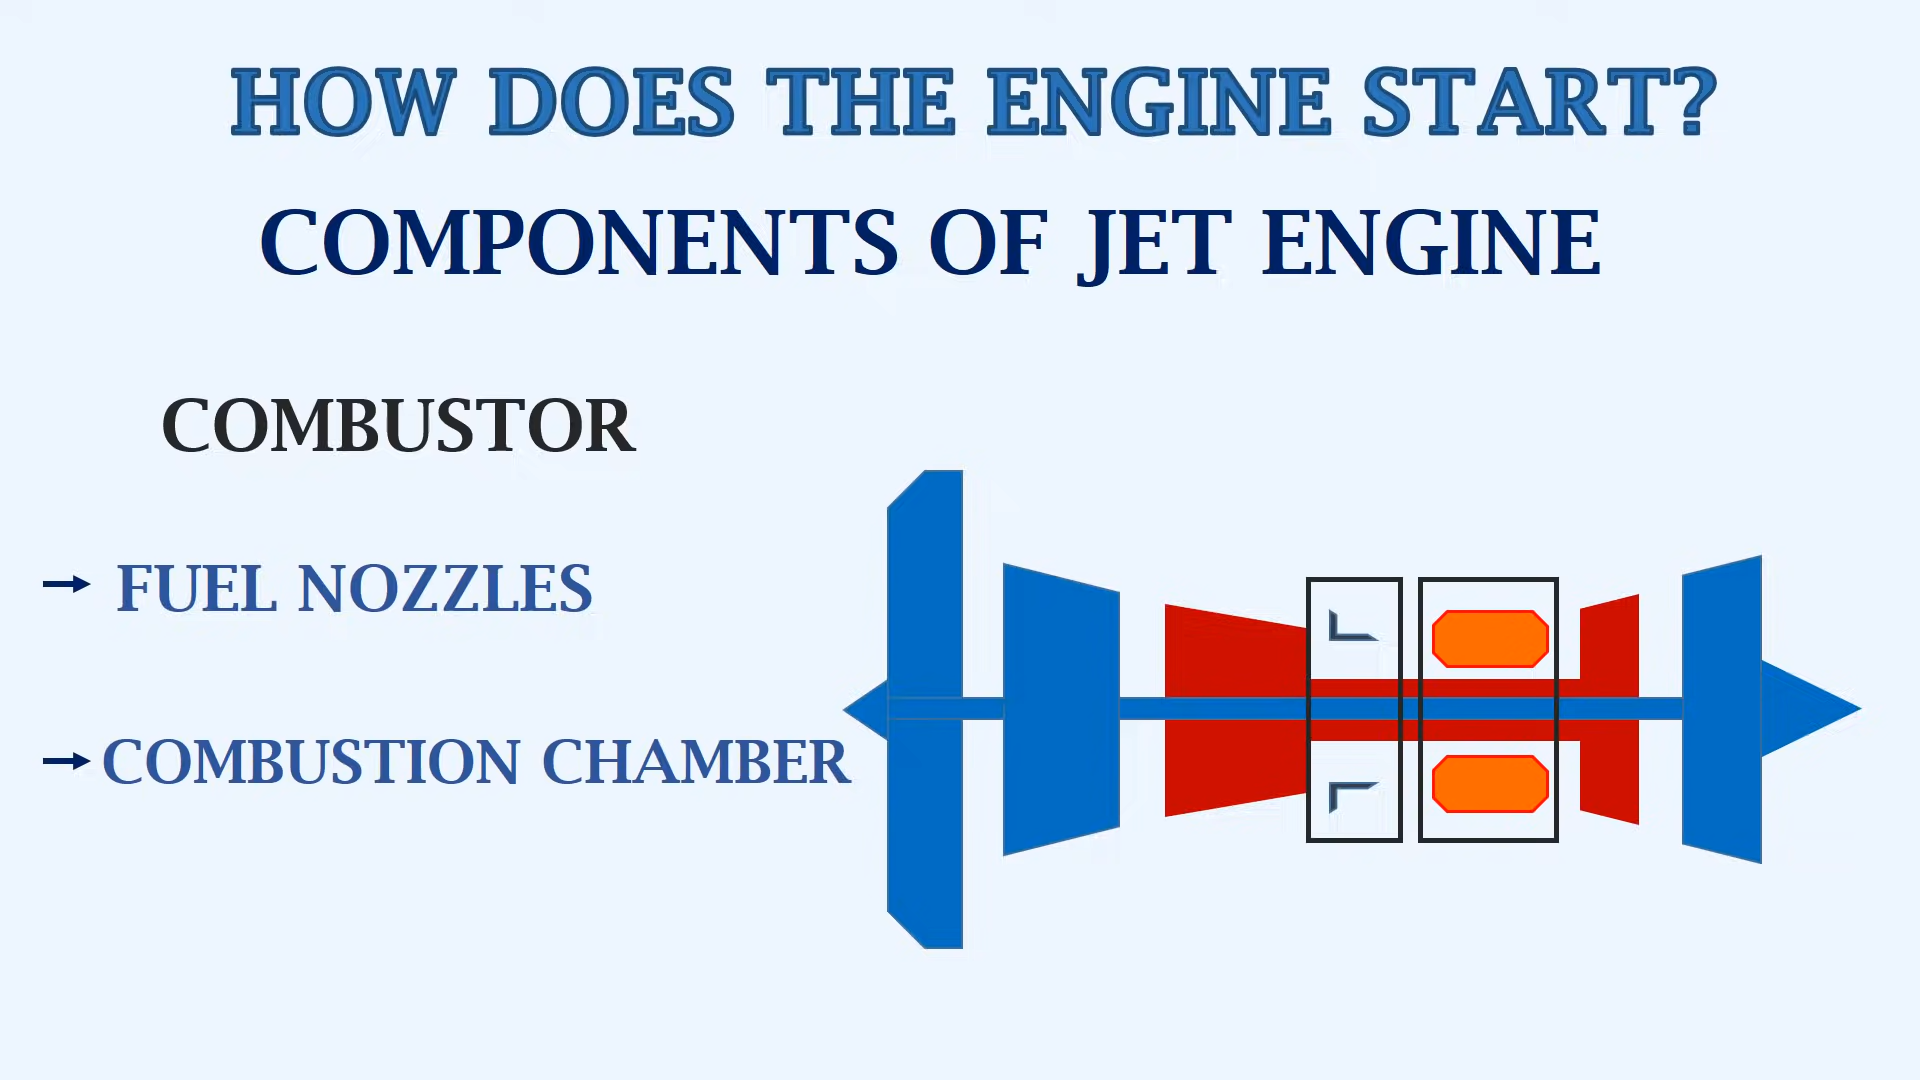 HOW DOES THE ENGINE START?
COMPONENTS OF JET ENGINE
COMBUSTOR
FUEL NOZZLES
COMBUSTION CHAMBER